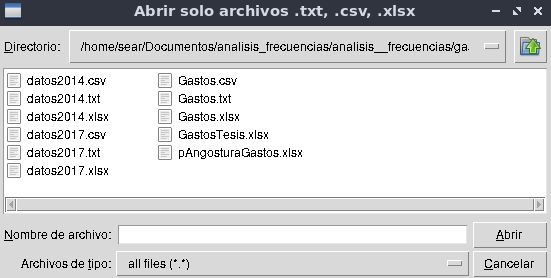 Abrir solo archivos .txt, .csv, .xlsx
Directorio: /home/sear/Documentos/analisis_frecuencias/analisis__frecuencias/ga
datos2014.csv
datos2014.txt
datos2014.xlsx
datos2017.csv
datos2017.txt
datos2017.xlsx
Gastos.csv
Gastos.txt
Gastos.xlsx
GastosTesis.xlsx
pAngosturaGastos.xlsx
Nombre de archivo: Abrir
Archivos de tipo: all files (*.*) Cancelar